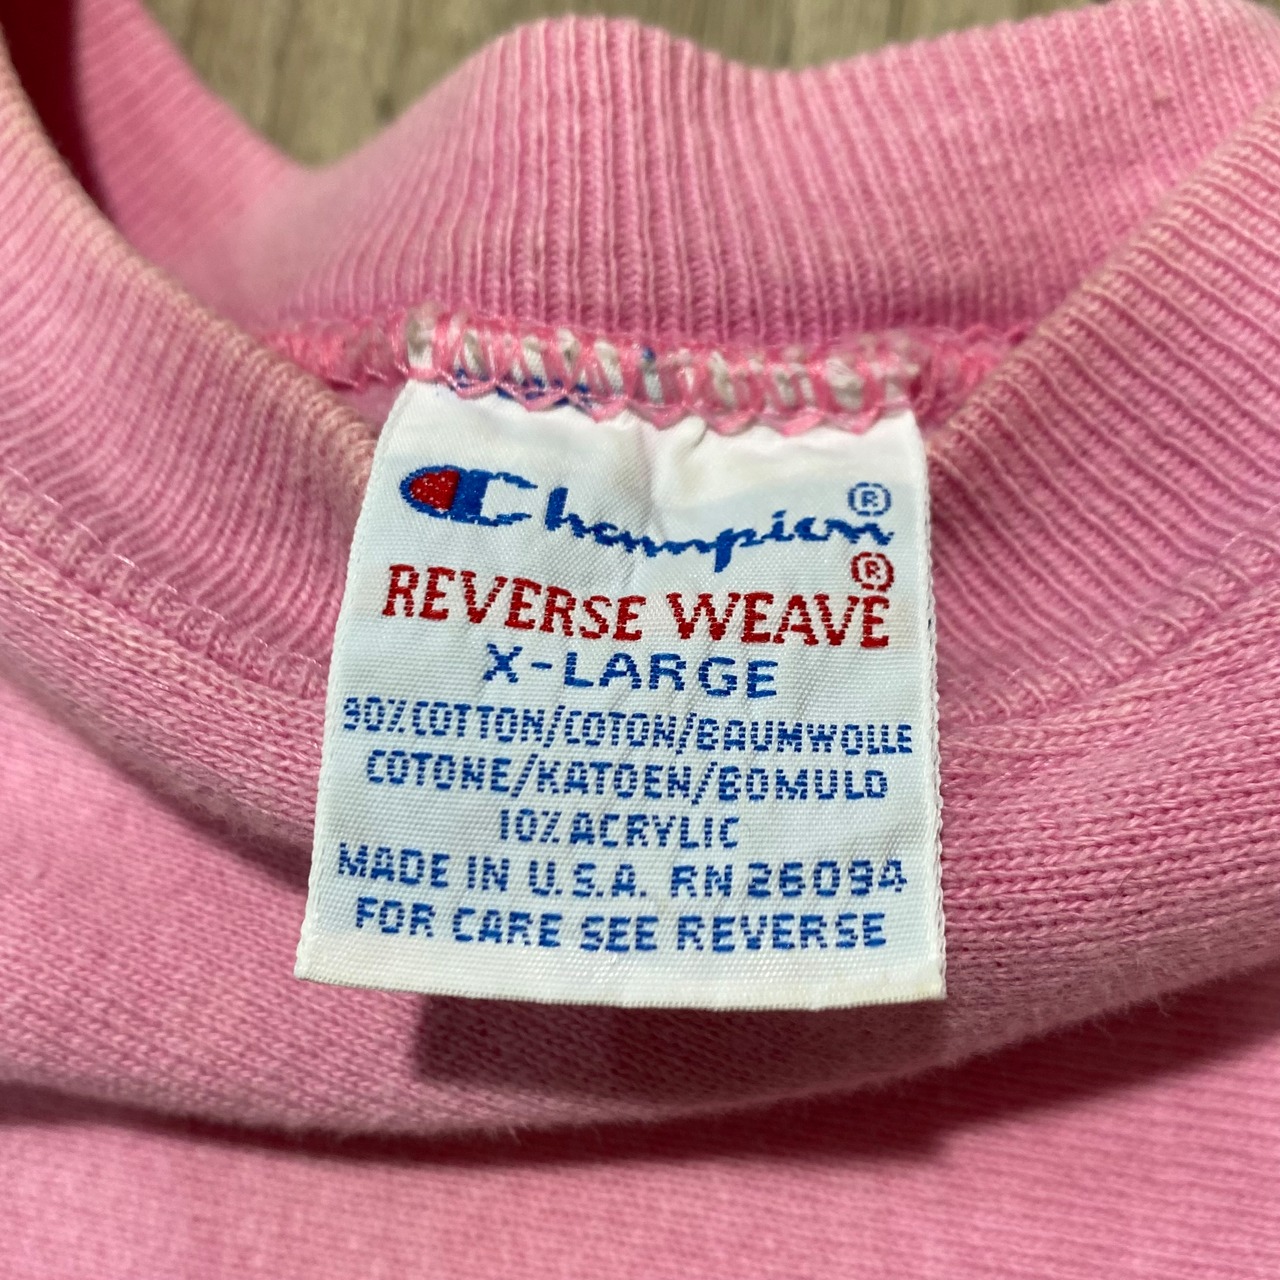 Champion®
REVERSE WEAVE®
X-LARGE
90% COTTON/COTON/BAUMWOLLE
COTONE/KATOEN/BOMULD
10% ACRYLIC
MADE IN U.S.A. RN 26094
FOR CARE SEE REVERSE